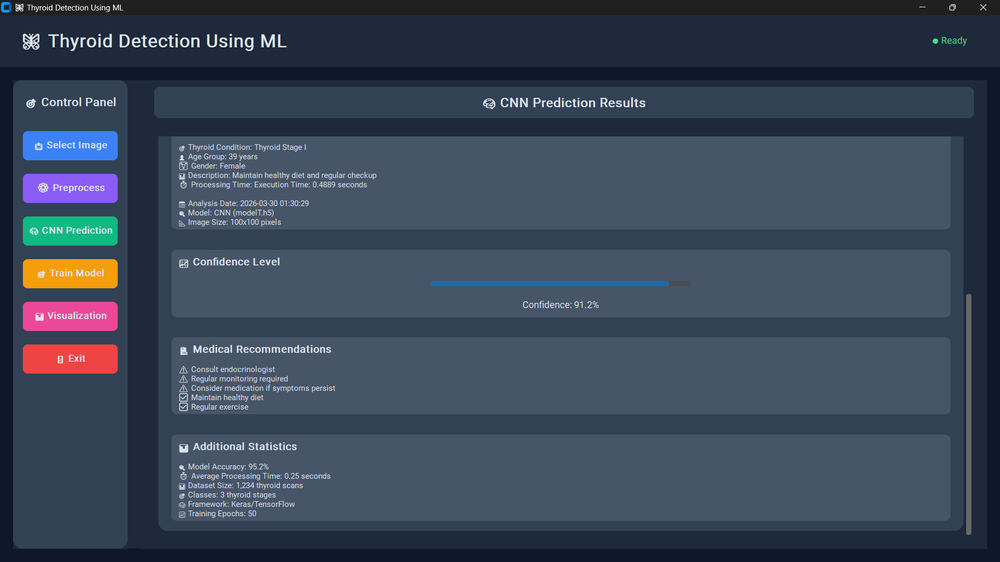 Thyroid Detection Using ML
Thyroid Detection Using ML
Ready
Control Panel
Select Image
Preprocess
CNN Prediction
Train Model
Visualization
Exit
CNN Prediction Results
Thyroid Condition: Thyroid Stage I
Age Group: 39 years
Gender: Female
Description: Maintain healthy diet and regular checkup
Processing Time: Execution Time: 0.4889 seconds
Analysis Date: 2026-03-30 01:30:29
Model: CNN (modelT.h5)
Image Size: 100x100 pixels
Confidence Level
Confidence: 91.2%
Medical Recommendations
Consult endocrinologist
Regular monitoring required
Consider medication if symptoms persist
Maintain healthy diet
Regular exercise
Additional Statistics
Model Accuracy: 95.2%
Average Processing Time: 0.25 seconds
Dataset Size: 1,234 thyroid scans
Classes: 3 thyroid stages
Framework: Keras/TensorFlow
Training Epochs: 50